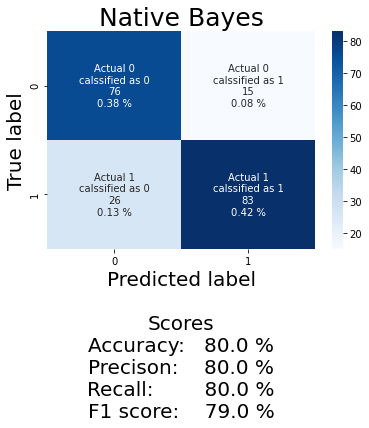 Native Bayes
True label
0
Actual 0
calssified as 0
76
0.38 %
Actual 0
calssified as 1
15
0.08 %
1
Actual 1
calssified as 0
26
0.13 %
Actual 1
calssified as 1
83
0.42 %
0
1
Predicted label
80
70
60
50
40
30
20
Scores
Accuracy: 80.0 %
Precison: 80.0 %
Recall: 80.0 %
F1 score: 79.0 %